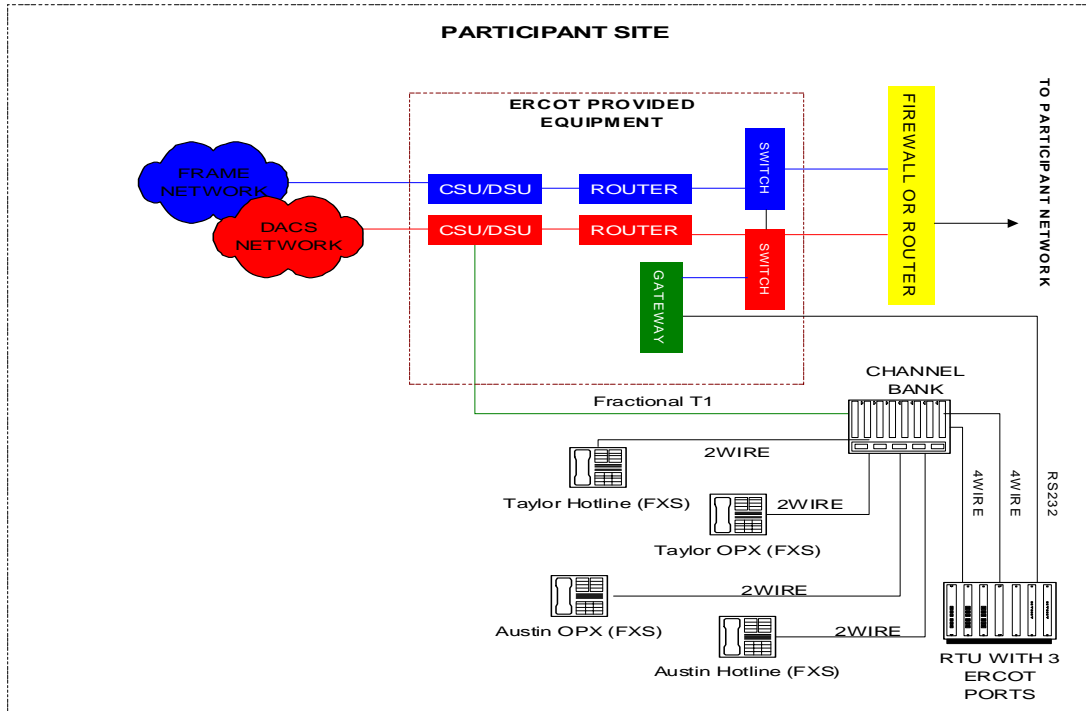 PARTICIPANT SITE
ERCOT PROVIDED
EQUIPMENT
FRAME
NETWORK
DACS
NETWORK
CSU/DSU
ROUTER
SWITCH
CSU/DSU
ROUTER
SWITCH
GATEWAY
FIREWALL OR ROUTER
TO PARTICIPANT NETWORK
Fractional T1
CHANNEL
BANK
2WIRE
Taylor Hotline (FXS)
2WIRE
Taylor OPX (FXS)
2WIRE
Austin OPX (FXS)
2WIRE
Austin Hotline (FXS)
4WIRE
4WIRE
RS232
RTU WITH 3
ERCOT
PORTS